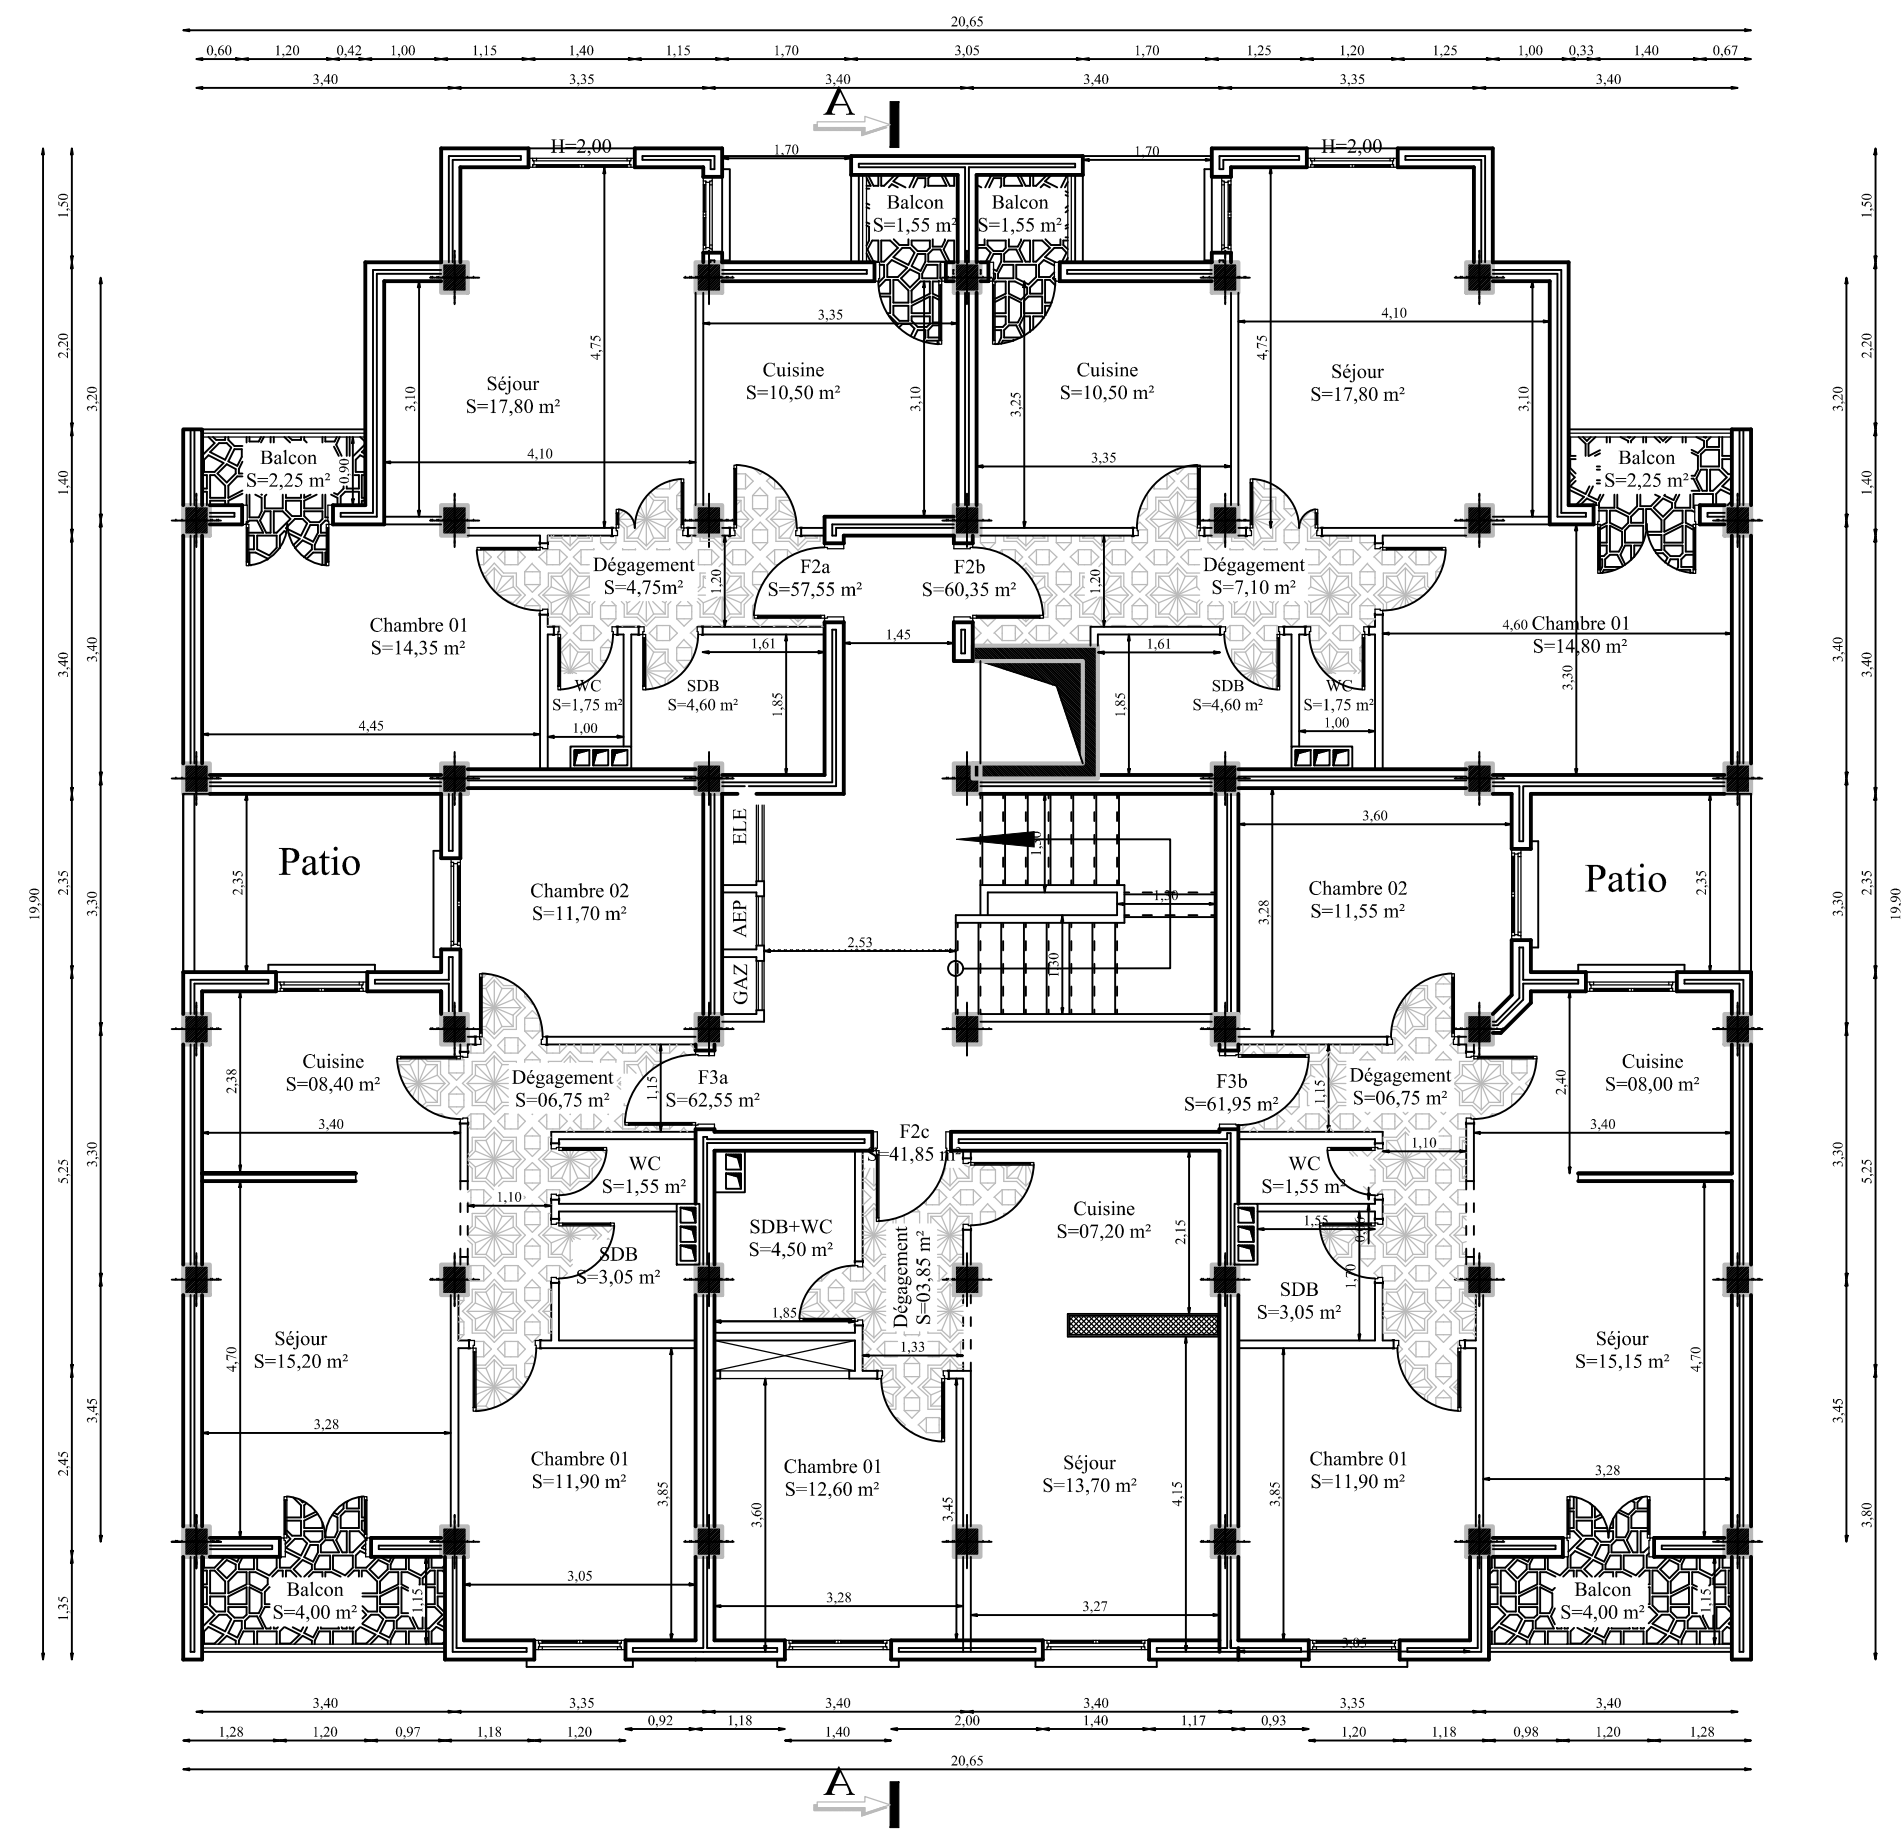 20,65
0,60 1,20 0,42 1,00 1,15 1,40 1,15 1,70 3,05 1,70 1,25 1,20 1,25 1,00 0,33 1,40 0,67
3,40 3,35 3,40 3,40 3,35 3,40
A
H=2,00 1,70 1,70 H=2,00
1,50 1,50
Balcon Balcon
S=1,55 m² S=1,55 m²
2,20 4,75 3,35 4,75 4,10 2,20
Séjour Cuisine Cuisine Séjour
S=17,80 m² S=10,50 m² S=10,50 m² S=17,80 m²
3,20 3,10 3,10 3,25 3,10 3,20
4,10 3,35
Balcon Balcon
S=2,25 m² S=2,25 m²
1,40 0,90 1,40
Dégagement F2a F2b Dégagement
S=4,75m² S=57,55 m² S=60,35 m² S=7,10 m²
1,20 1,20
Chambre 01 4,60 Chambre 01
S=14,35 m² S=14,80 m²
3,40 3,40 1,61 1,45 1,61 3,30 3,40 3,40
WC SDB SDB WC
S=1,75 m² S=4,60 m² S=4,60 m² S=1,75 m²
4,45 1,00 1,85 1,85 1,00
ELE 3,60
Patio Patio
Chambre 02 Chambre 02
S=11,70 m² S=11,55 m²
19,90 2,35 3,30 2,35 AEP 3,28 2,35 3,30 2,35 19,90
2,53
GAZ 1,30
Cuisine Cuisine
S=08,40 m² S=08,00 m²
Dégagement F3a F3b Dégagement
S=06,75 m² S=62,55 m² S=61,95 m² S=06,75 m²
2,38 1,15 1,15 2,40
3,40 3,40
F2c
S=41,85 m²
5,25 3,30 1,10 3,30 5,25
WC WC
S=1,55 m² S=1,55 m²
1,10 1,55
SDB+WC Cuisine
S=4,50 m² S=07,20 m²
2,15
SDB Dégagement SDB
S=3,05 m² S=03,85 m² S=3,05 m²
1,85 1,70
Séjour Séjour
S=15,20 m² S=15,15 m²
4,70 1,33 4,70
3,45 3,45
3,28 3,28
Chambre 01 Chambre 01 Séjour Chambre 01
S=11,90 m² S=12,60 m² S=13,70 m² S=11,90 m²
2,45 3,85 3,60 3,45 4,15 3,85 3,80
Balcon Balcon
S=4,00 m² S=4,00 m²
1,35 1,15 3,05 3,28 3,27 1,15
3,05
3,40 3,35 3,40 3,40 3,35 3,40
0,92 1,18 2,00 1,40 1,17 0,93
1,28 1,20 0,97 1,18 1,20 1,40 1,20 1,18 0,98 1,20 1,28
20,65
A